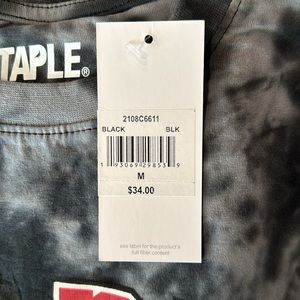 TAPLE®
2108C6611
BLACK BLK
1 93069 29853 9
M
$34.00
see label for the product's
full fiber content